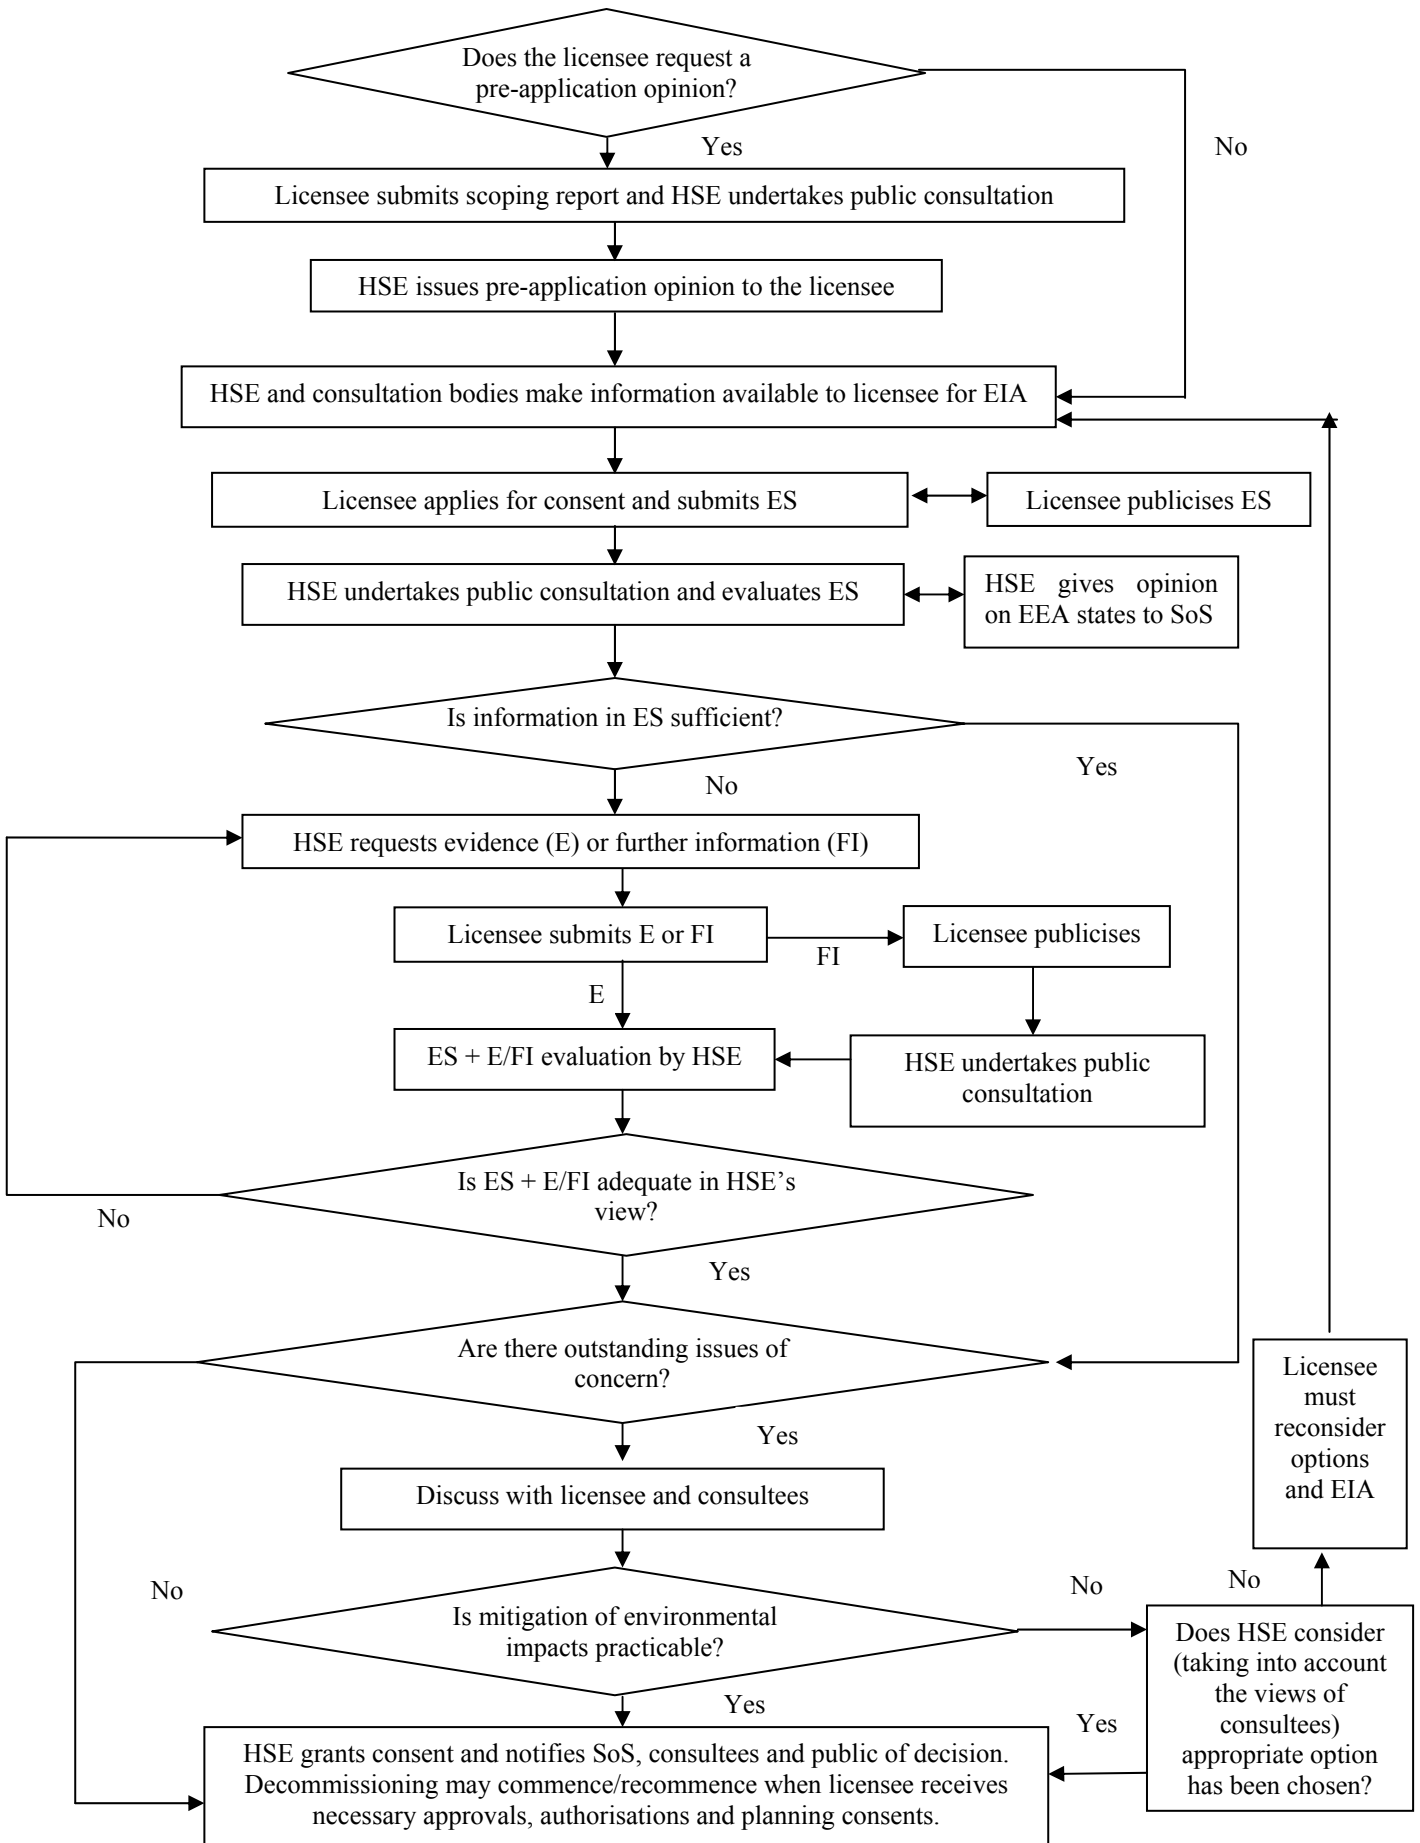 Does the licensee request a
pre-application opinion?
Yes
No
Licensee submits scoping report and HSE undertakes public consultation
HSE issues pre-application opinion to the licensee
HSE and consultation bodies make information available to licensee for EIA
Licensee applies for consent and submits ES
Licensee publicises ES
HSE undertakes public consultation and evaluates ES
HSE gives opinion
on EEA states to SoS
Is information in ES sufficient?
Yes
No
HSE requests evidence (E) or further information (FI)
Licensee submits E or FI
FI
Licensee publicises
E
ES + E/FI evaluation by HSE
HSE undertakes public
consultation
Is ES + E/FI adequate in HSE’s
view?
No
Yes
Are there outstanding issues of
concern?
Yes
Licensee
must
reconsider
options
and EIA
Discuss with licensee and consultees
No
Is mitigation of environmental
impacts practicable?
No
No
Does HSE consider
(taking into account
the views of
consultees)
appropriate option
has been chosen?
Yes
Yes
HSE grants consent and notifies SoS, consultees and public of decision.
Decommissioning may commence/recommence when licensee receives
necessary approvals, authorisations and planning consents.